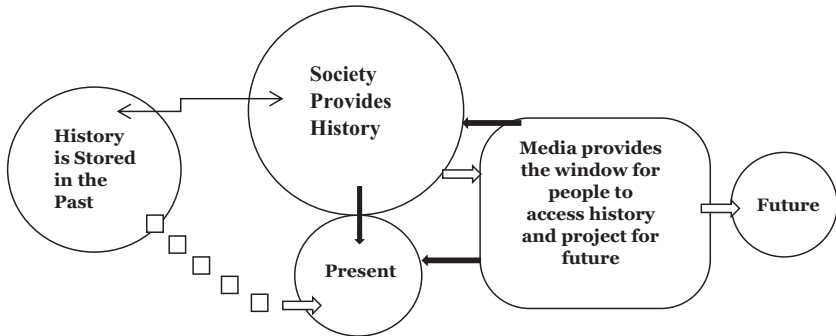 Society
Provides
History
History
is Stored
in the
Past
Media provides
the window for
people to
access history
and project for
future
Future
Present